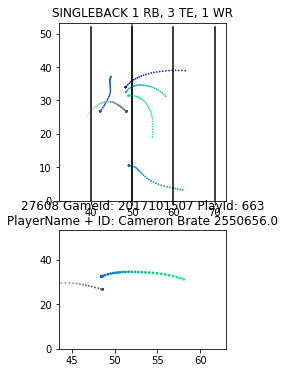 SINGLEBACK 1 RB, 3 TE, 1 WR
50
40
30
20
10
0
40 50 60 70
27608 GameId: 2017101507 PlayId: 663
PlayerName + ID: Cameron Brate 2550656.0
40
20
0
45 50 55 60